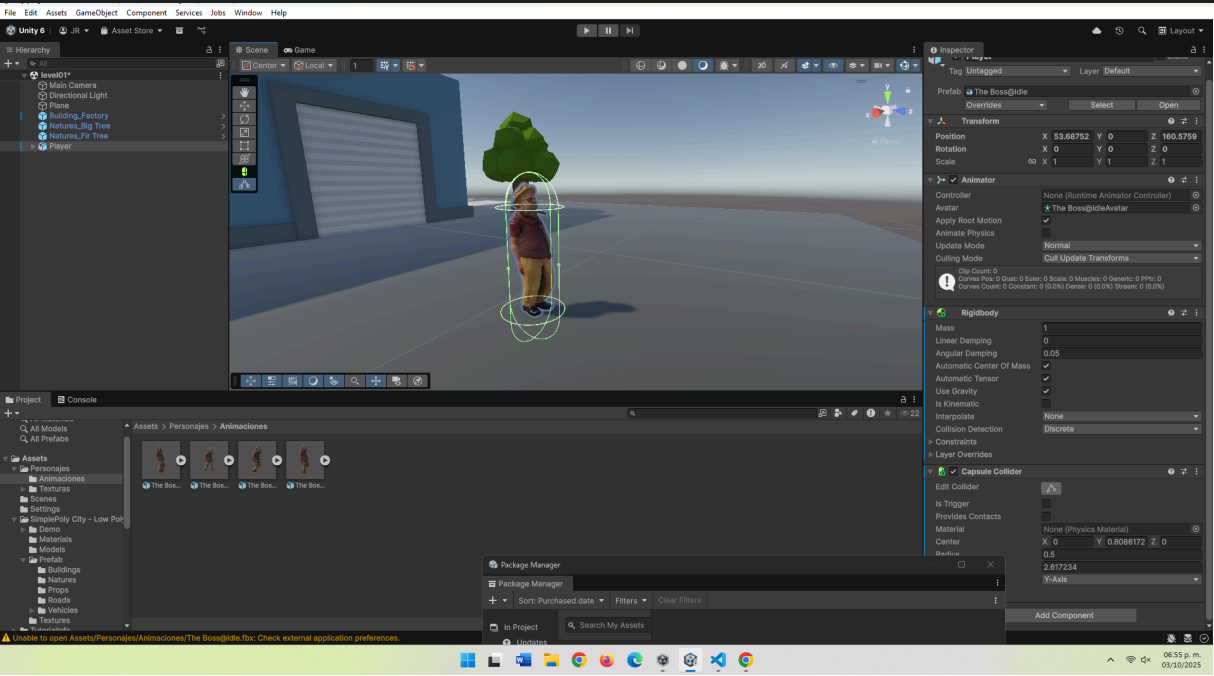 File Edit Assets GameObject Component Services Jobs Window Help
Unity 6 JR Asset Store Layout
Hierarchy Scene Game Inspector
All Center Local 1
level01*
Main Camera
Directional Light
Plane
Building_Factory
Natures_Big Tree
Natures_Fir Tree
Player
y
x z
Persp
Tag Untagged Layer Default
Prefab The Boss@Idle
Overrides Select Open
Transform
Position X 53.68752 Y 0 Z 160.5759
Rotation X 0 Y 0 Z 0
Scale X 1 Y 1 Z 1
Animator
Controller None (Runtime Animator Controller)
Avatar The Boss@IdleAvatar
Apply Root Motion
Animate Physics
Update Mode Normal
Culling Mode Cull Update Transforms
Clip Count: 0
Curves Pos: 0 Quat: 0 Euler: 0 Scale: 0 Muscles: 0 Generic: 0 PPtr: 0
Curves Count: 0 Constant: 0 (0.0%) Dense: 0 (0.0%) Stream: 0 (0.0%)
Rigidbody
Mass 1
Linear Damping 0
Angular Damping 0.05
Automatic Center Of Mass
Automatic Tensor
Use Gravity
Is Kinematic
Interpolate None
Collision Detection Discrete
Constraints
Layer Overrides
Capsule Collider
Edit Collider
Is Trigger
Provides Contacts
Material None (Physics Material)
Center X 0 Y 0.8086172 Z 0
Radius 0.5
2.617234
Y-Axis
Add Component
Project Console
22
All Models
All Prefabs
Assets
Personajes
Animaciones
Textures
Scenes
Settings
SimplePoly City - Low Pol
Demo
Materials
Models
Prefab
Buildings
Natures
Props
Roads
Vehicles
Textures
TutorialInfo
Assets > Personajes > Animaciones
The Bos... The Bos... The Bos... The Bos...
Package Manager
Package Manager
Sort: Purchased date Filters Clear Filters
In Project Search My Assets
Updates
Unable to open Assets/Personajes/Animaciones/The Boss@Idle.fbx: Check external application preferences.
06:55 p. m.
03/10/2025